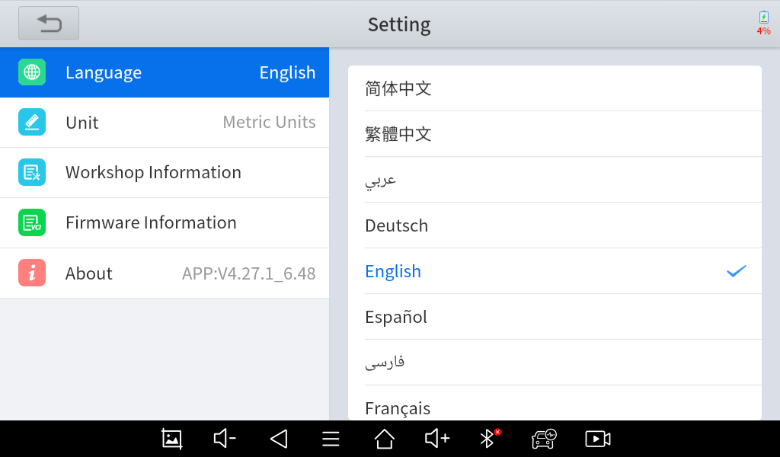 Setting
4%
Language English
Unit Metric Units
Workshop Information
Firmware Information
VCI
About APP:V4.27.1_6.48
简体中文
繁體中文
عربي
Deutsch
English
Español
فارسی
Français